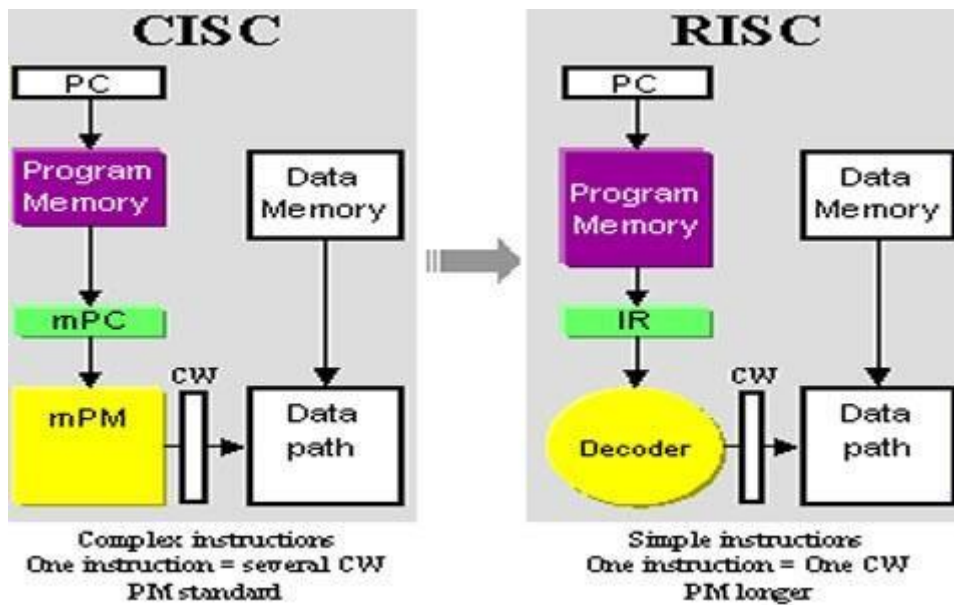 CISC
PC
Program
Memory
Data
Memory
mPC
CW
mPM
Data
path
Complex instructions
One instruction = several CW
PM standard
RISC
PC
Program
Memory
Data
Memory
IR
CW
Decoder
Data
path
Simple instructions
One instruction = One CW
PM longer